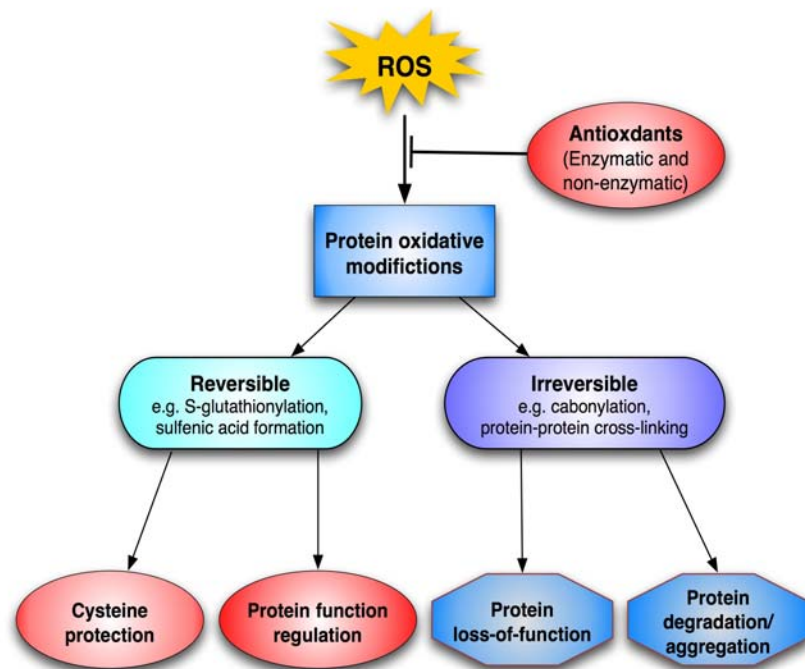 ROS
Antioxdants
(Enzymatic and
non-enzymatic)
Protein oxidative
modifictions
Reversible
e.g. S-glutathionylation,
sulfenic acid formation
Irreversible
e.g. cabonylation,
protein-protein cross-linking
Cysteine
protection
Protein function
regulation
Protein
loss-of-function
Protein
degradation/
aggregation